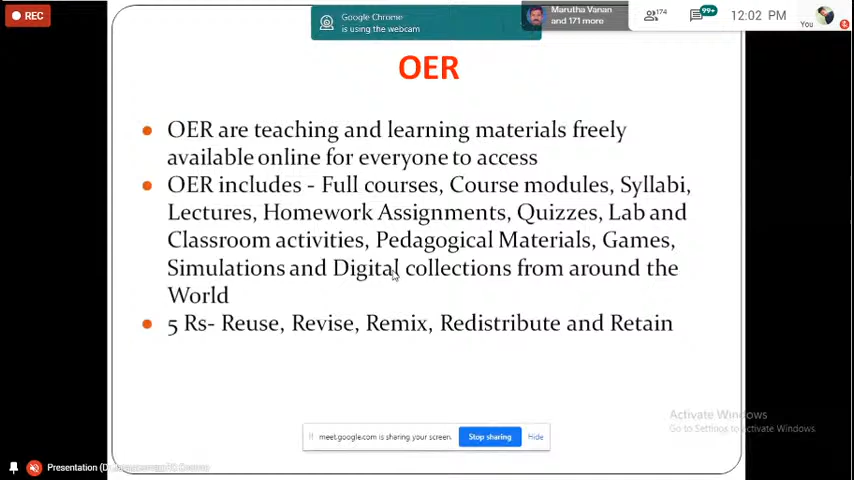 REC
Google Chrome
is using the webcam
Marutha Vanan
and 171 more
174
99+
12:02 PM
You
OER
OER are teaching and learning materials freely
available online for everyone to access
OER includes - Full courses, Course modules, Syllabi,
Lectures, Homework Assignments, Quizzes, Lab and
Classroom activities, Pedagogical Materials, Games,
Simulations and Digital collections from around the
World
5 Rs- Reuse, Revise, Remix, Redistribute and Retain
Activate Windows
Go to Settings to Activate Windows.
meet.google.com is sharing your screen.
Stop sharing
Hide
Presentation